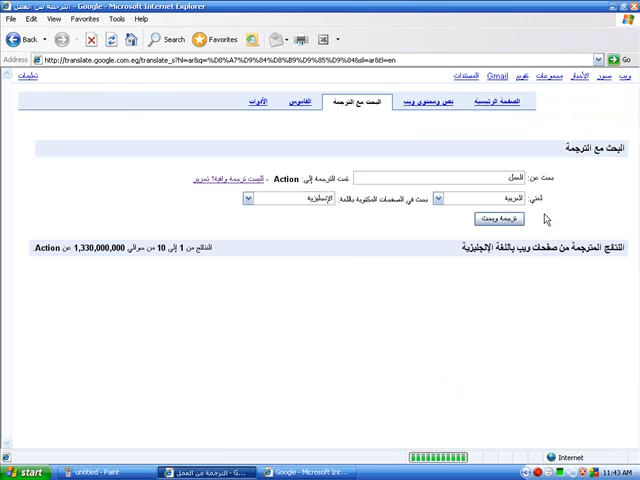 الترجمة من العمل - Google - Microsoft Internet Explorer
File Edit View Favorites Tools Help
Back Search Favorites
Address http://translate.google.com.eg/translate_s?hl=ar&q=%D8%A7%D9%84%D8%B9%D9%85%D9%84&sl=ar&tl=en Go
ويب صور الأخبار مجموعات تقويم Gmail المستندات
الصفحة الرئيسية نص ومحتوى ويب البحث مع الترجمة القاموس الأدوات
البحث مع الترجمة
بحث عن: العمل تمت الترجمة إلى: Action - أليست ترجمة وافية؟ تحرير
لغتي: العربية بحث في الصفحات المكتوبة باللغة: الإنجليزية
ترجمة وبحث
النتائج المترجمة من صفحات ويب باللغة الإنجليزية النتائج من 1 إلى 10 من حوالي 1,330,000,000 عن Action
Internet
start untitled - Paint الترجمة من العمل - G... Google - Microsoft Int... 11:43 AM